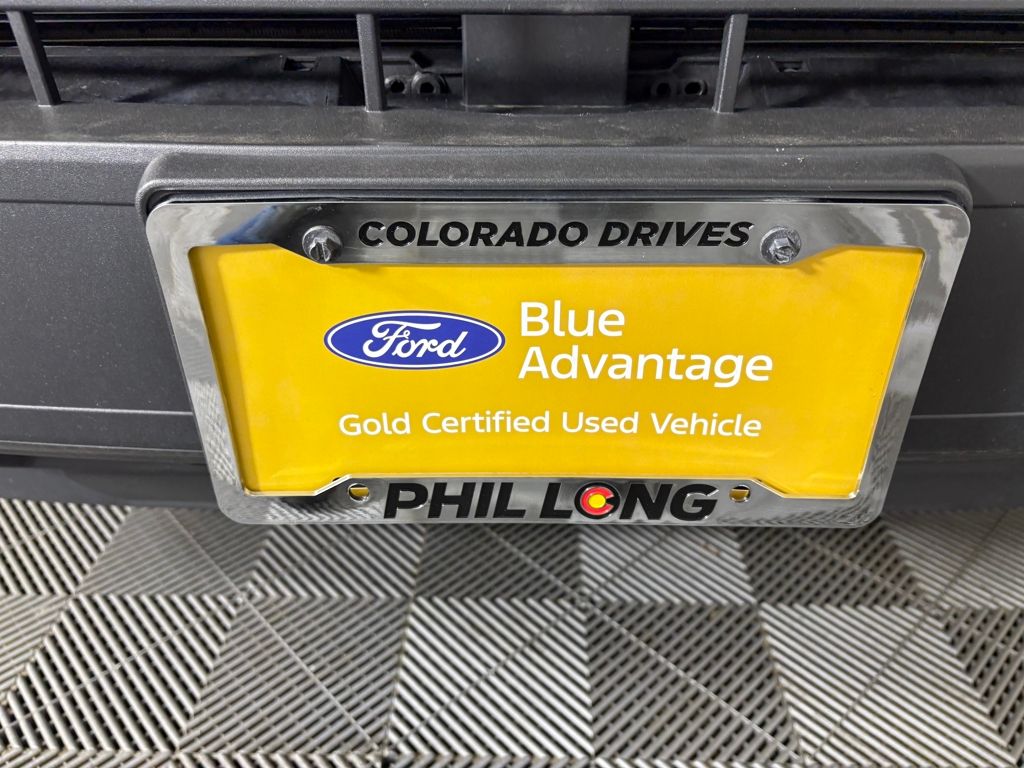 COLORADO DRIVES
Ford
Blue
Advantage
Gold Certified Used Vehicle
PHIL LONG